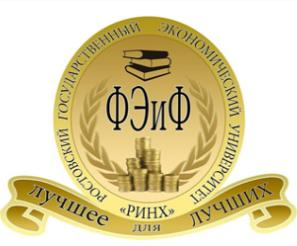 РОСТОВСКИЙ ГОСУДАРСТВЕННЫЙ ЭКОНОМИЧЕСКИЙ УНИВЕРСИТЕТ
ФЭиФ
«РИНХ»
лучшее для лучших